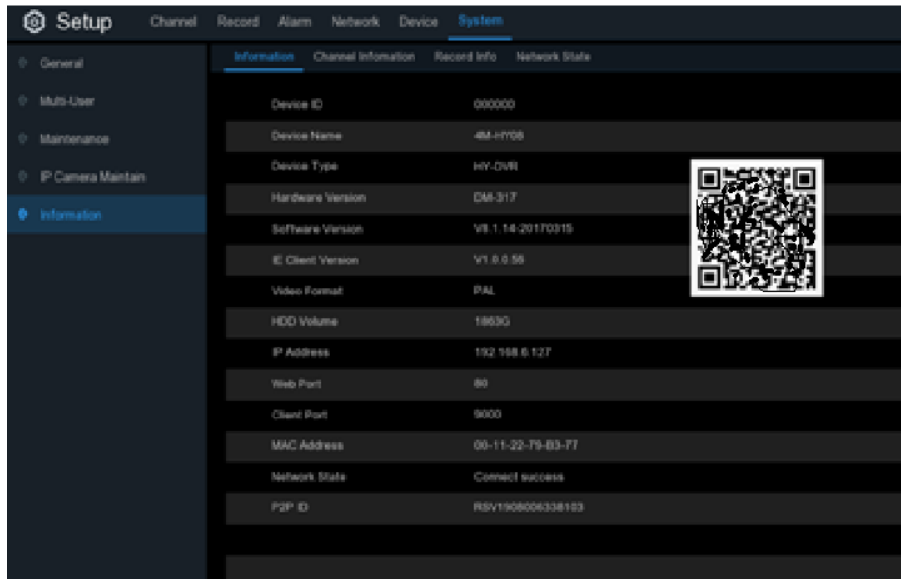 Setup Channel Record Alarm Network Device System
General
Multi-User
Maintenance
IP Camera Maintain
Information
Information Channel Infomation Record Info Network State
Device ID 000000
Device Name 4M-HY08
Device Type HY-DVR
Hardware Version DM-317
Software Version V8.1.14-20170315
IE Client Version V1.0.0.56
Video Format PAL
HDD Volume 1863G
IP Address 192.168.6.127
Web Port 80
Client Port 9000
MAC Address 00-11-22-79-B3-77
Network State Connect success
P2P ID RSV1908006338103